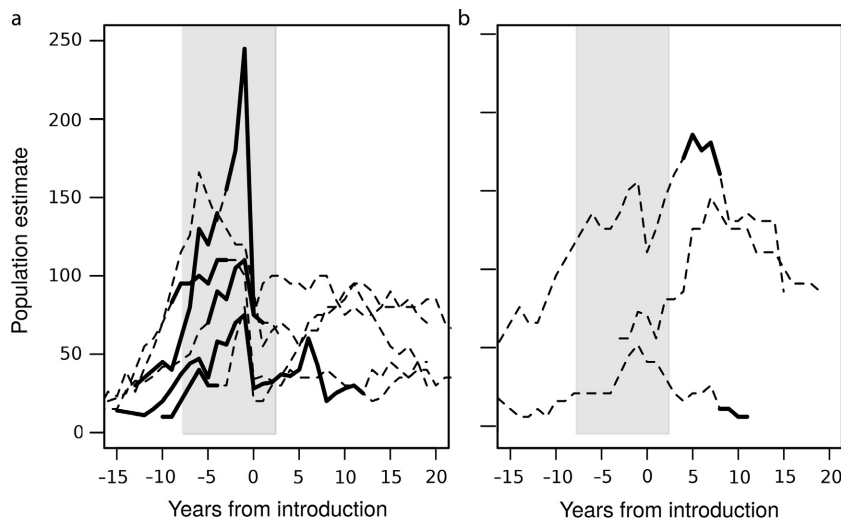 a
b
Population estimate
250
200
150
100
50
0
−15 −10 −5 0 5 10 15 20
−15 −10 −5 0 5 10 15 20
Years from introduction
Years from introduction